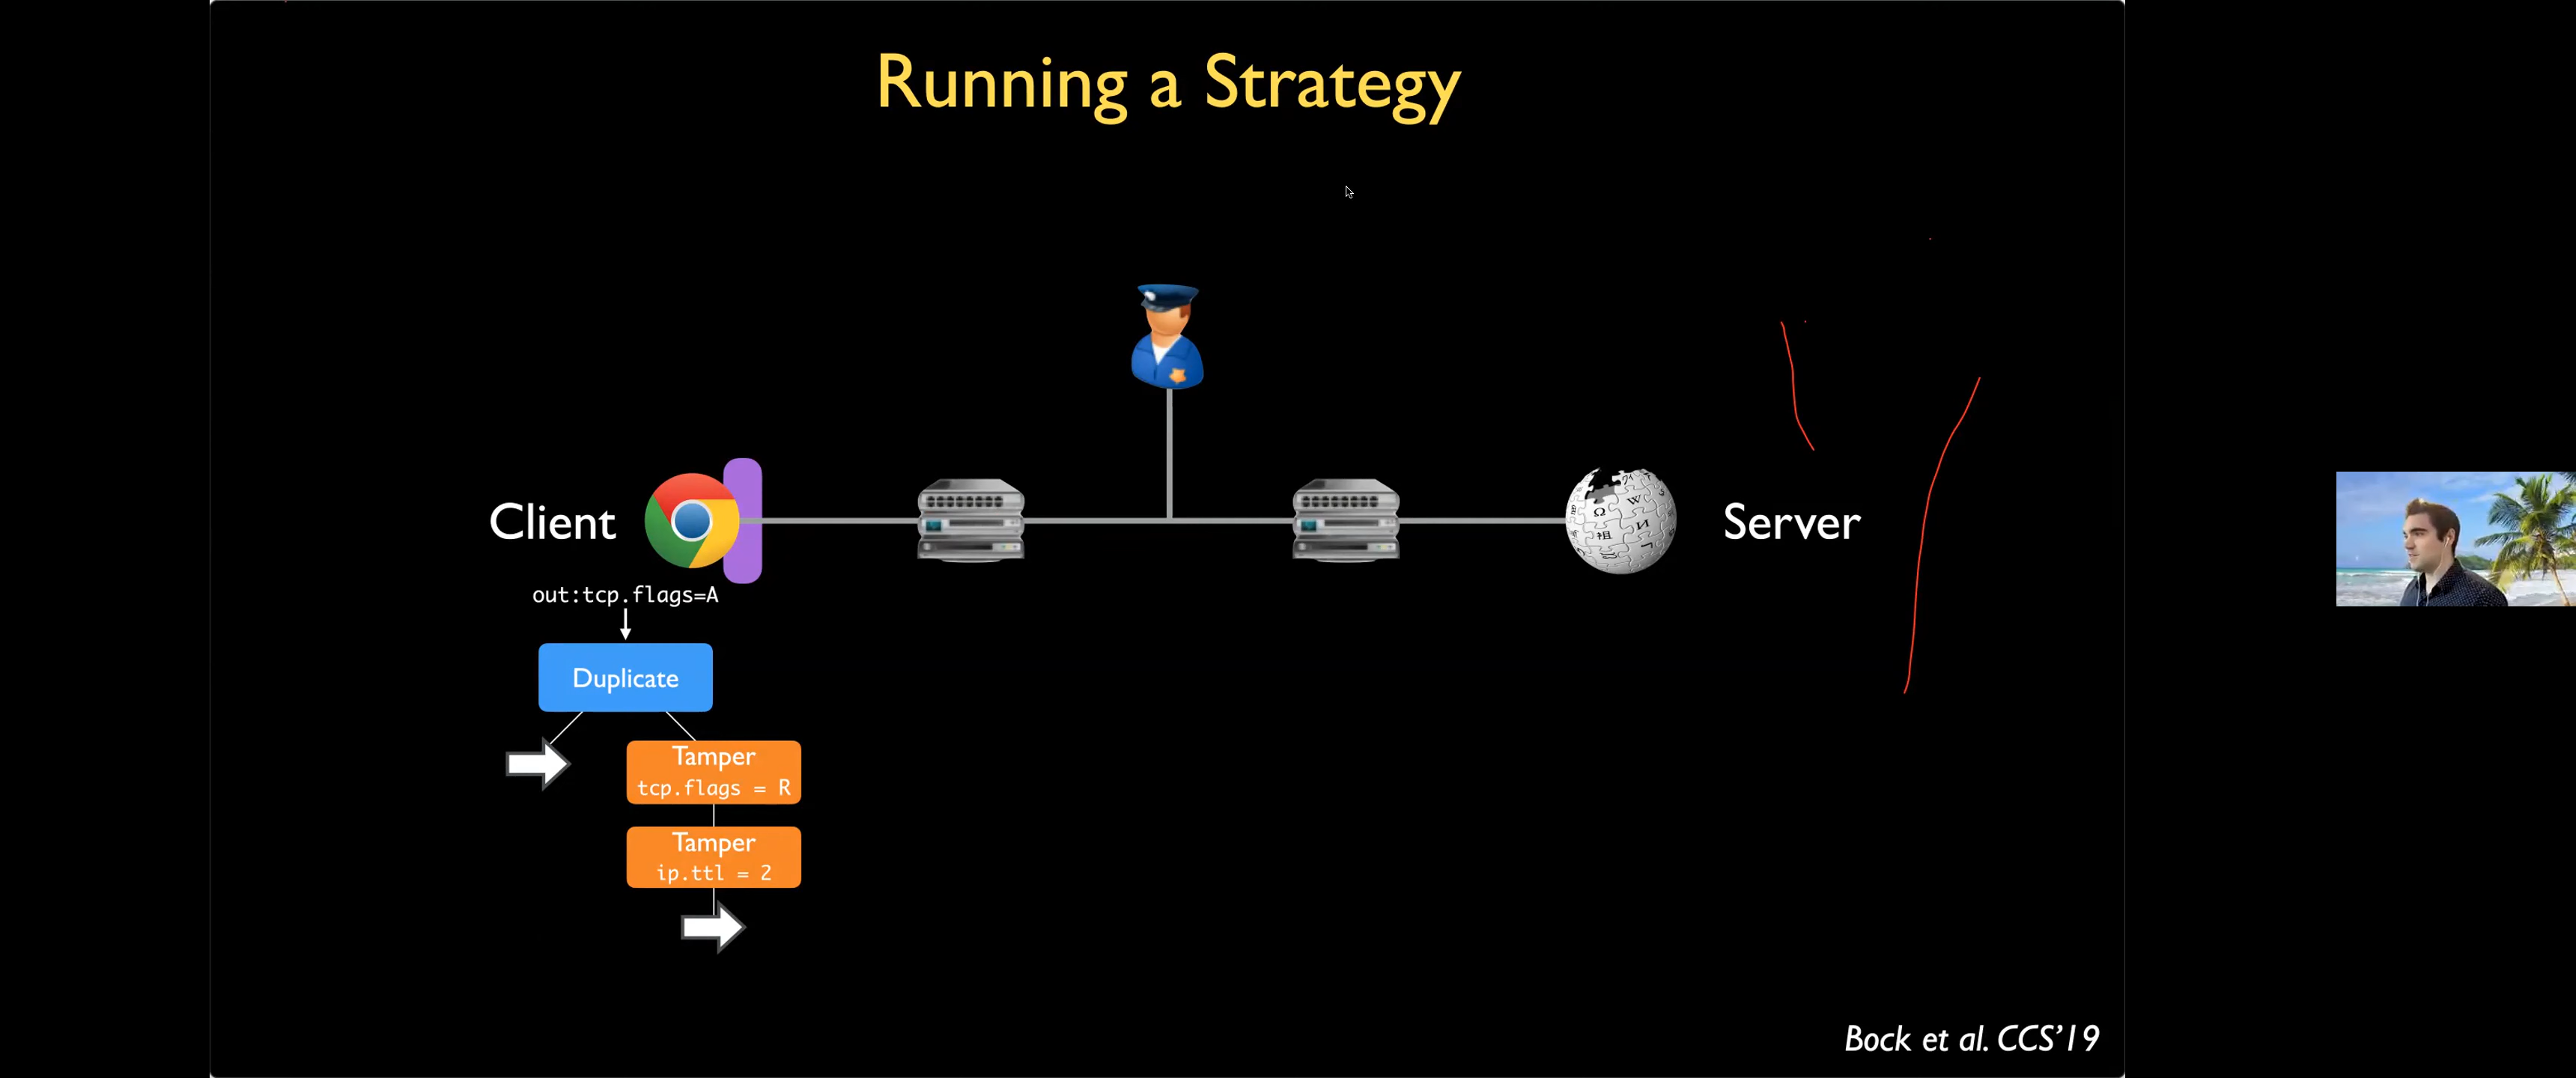 Running a Strategy
Client
Server
out:tcp.flags=A
Duplicate
Tamper
tcp.flags = R
Tamper
ip.ttl = 2
Bock et al. CCS’19